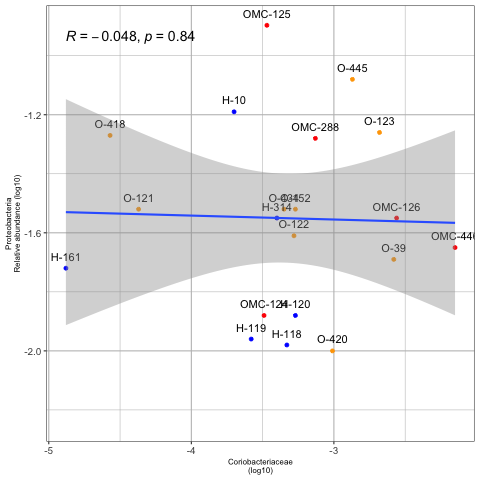 OMC-125
R = – 0.048, p = 0.84
O-445
H-10
-1.2
O-418
OMC-288
O-123
O-121
H-314
OMC-126
O-122
-1.6
Proteobacteria
Relative abundance (log10)
OMC-446
H-161
O-39
OMC-124
H-120
H-119
H-118
O-420
-2.0
-5
-4
-3
Coriobacteriaceae
(log10)